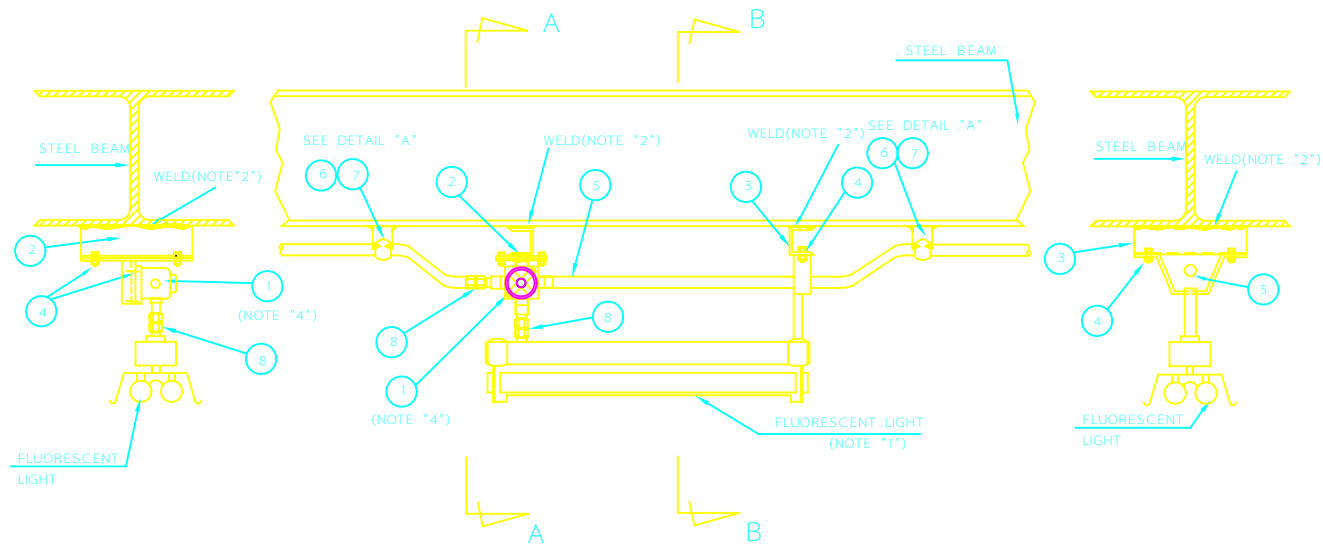 A
B
STEEL BEAM
SEE DETAIL "A"
WELD(NOTE "2")
WELD(NOTE "2")
SEE DETAIL "A"
STEEL BEAM
STEEL BEAM
WELD(NOTE"2")
WELD(NOTE "2")
6
7
2
5
3
4
6
7
2
4
1
(NOTE "4")
8
8
8
1
(NOTE "4")
3
4
5
FLUORESCENT LIGHT
(NOTE "1")
FLUORESCENT
LIGHT
FLUORESCENT
LIGHT
A
B